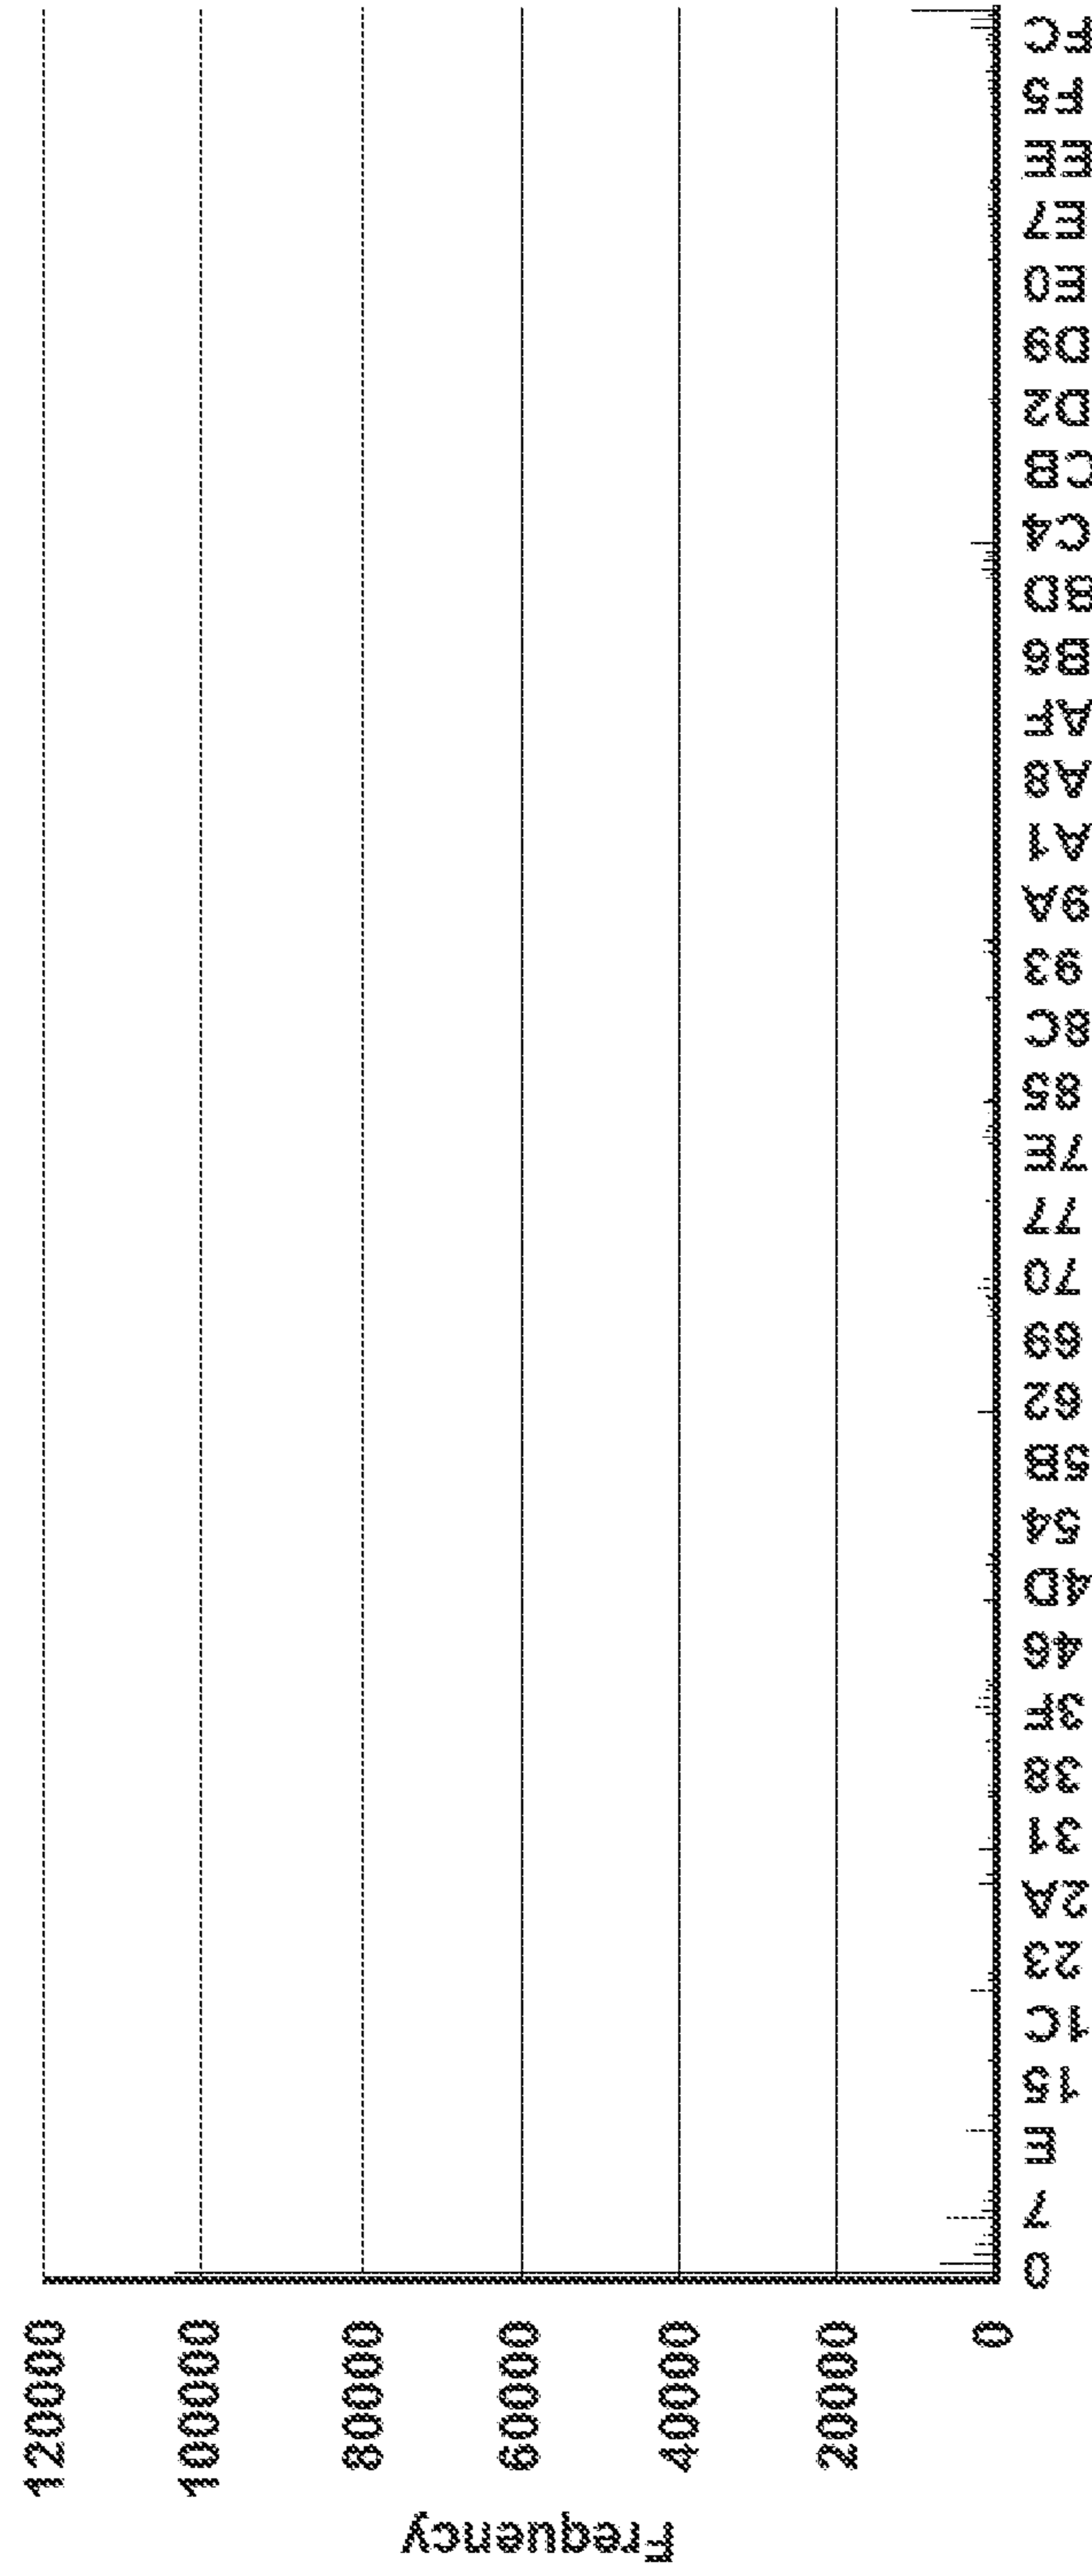 Frequency
120000
100000
80000
60000
40000
20000
0
0
7
E
15
1C
23
2A
31
38
3F
46
4D
54
5B
62
69
70
77
7E
85
8C
93
9A
A1
A8
AF
B6
BD
C4
CB
D2
D9
E0
E7
EE
F5
FC